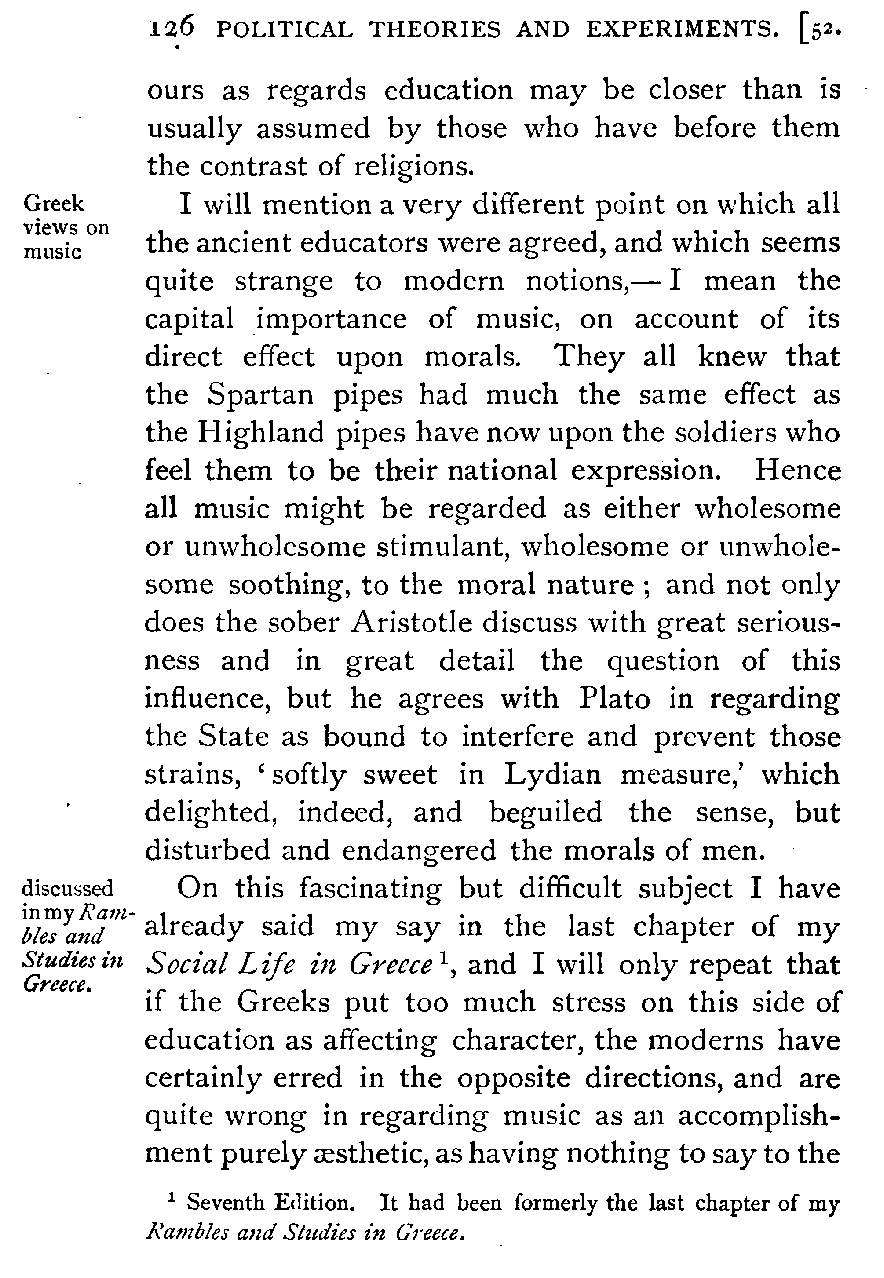 126 POLITICAL THEORIES AND EXPERIMENTS. [52.
ours as regards education may be closer than is
usually assumed by those who have before them
the contrast of religions.
Greek
views on
music
I will mention a very different point on which all
the ancient educators were agreed, and which seems
quite strange to modern notions,— I mean the
capital importance of music, on account of its
direct effect upon morals. They all knew that
the Spartan pipes had much the same effect as
the Highland pipes have now upon the soldiers who
feel them to be their national expression. Hence
all music might be regarded as either wholesome
or unwholesome stimulant, wholesome or unwhole-
some soothing, to the moral nature ; and not only
does the sober Aristotle discuss with great serious-
ness and in great detail the question of this
influence, but he agrees with Plato in regarding
the State as bound to interfere and prevent those
strains, ‘ softly sweet in Lydian measure,’ which
delighted, indeed, and beguiled the sense, but
disturbed and endangered the morals of men.
discussed
in my Ram-
bles and
Studies in
Greece.
On this fascinating but difficult subject I have
already said my say in the last chapter of my
Social Life in Greece ¹, and I will only repeat that
if the Greeks put too much stress on this side of
education as affecting character, the moderns have
certainly erred in the opposite directions, and are
quite wrong in regarding music as an accomplish-
ment purely æsthetic, as having nothing to say to the
¹ Seventh Edition. It had been formerly the last chapter of my
Rambles and Studies in Greece.